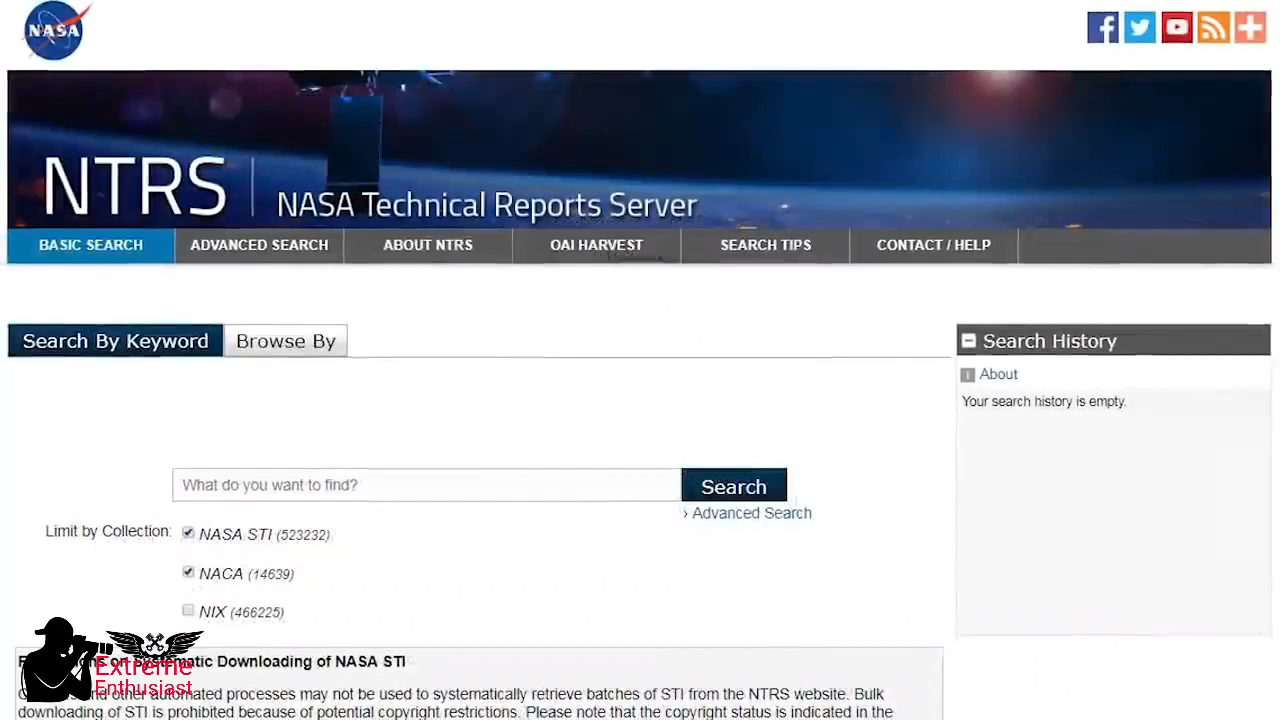 NASA
NTRS | NASA Technical Reports Server
BASIC SEARCH
ADVANCED SEARCH
ABOUT NTRS
OAI HARVEST
SEARCH TIPS
CONTACT / HELP
Search By Keyword
Browse By
What do you want to find?
Search
› Advanced Search
Limit by Collection:
NASA STI (523232)
NACA (14639)
NIX (466225)
Search History
About
Your search history is empty.
on Systematic Downloading of NASA STI
other automated processes may not be used to systematically retrieve batches of STI from the NTRS website. Bulk
downloading of STI is prohibited because of potential copyright restrictions. Please note that the copyright status is indicated in the
Extreme
Enthusiast